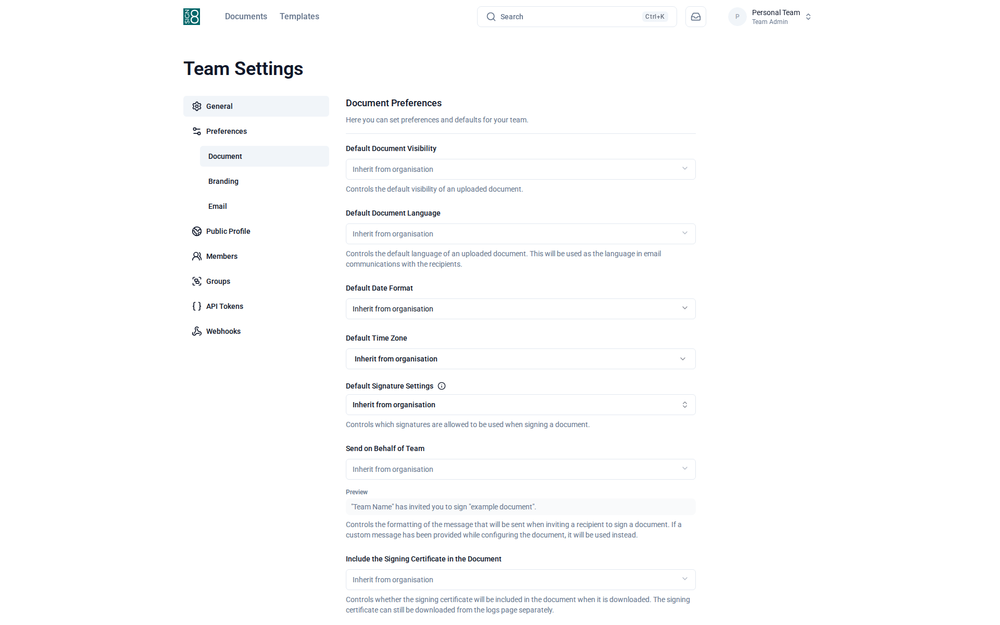 SIGN
8
Documents
Templates
Search
Ctrl+K
P
Personal Team
Team Admin
Team Settings
General
Preferences
Document
Branding
Email
Public Profile
Members
Groups
API Tokens
Webhooks
Document Preferences
Here you can set preferences and defaults for your team.
Default Document Visibility
Inherit from organisation
Controls the default visibility of an uploaded document.
Default Document Language
Inherit from organisation
Controls the default language of an uploaded document. This will be used as the language in email
communications with the recipients.
Default Date Format
Inherit from organisation
Default Time Zone
Inherit from organisation
Default Signature Settings
Inherit from organisation
Controls which signatures are allowed to be used when signing a document.
Send on Behalf of Team
Inherit from organisation
Preview
"Team Name" has invited you to sign "example document".
Controls the formatting of the message that will be sent when inviting a recipient to sign a document. If a
custom message has been provided while configuring the document, it will be used instead.
Include the Signing Certificate in the Document
Inherit from organisation
Controls whether the signing certificate will be included in the document when it is downloaded. The signing
certificate can still be downloaded from the logs page separately.